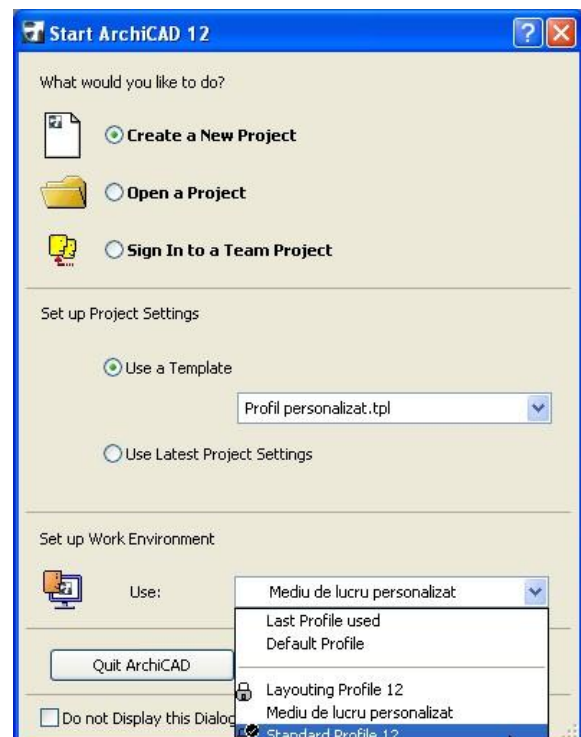 Start ArchiCAD 12
What would you like to do?
Create a New Project
Open a Project
Sign In to a Team Project
Set up Project Settings
Use a Template
Profil personalizat.tpl
Use Latest Project Settings
Set up Work Environment
Use: Mediu de lucru personalizat
Last Profile used
Default Profile
Quit ArchiCAD
Layouting Profile 12
Mediu de lucru personalizat
Do not Display this Dialog
Standard Profile 12